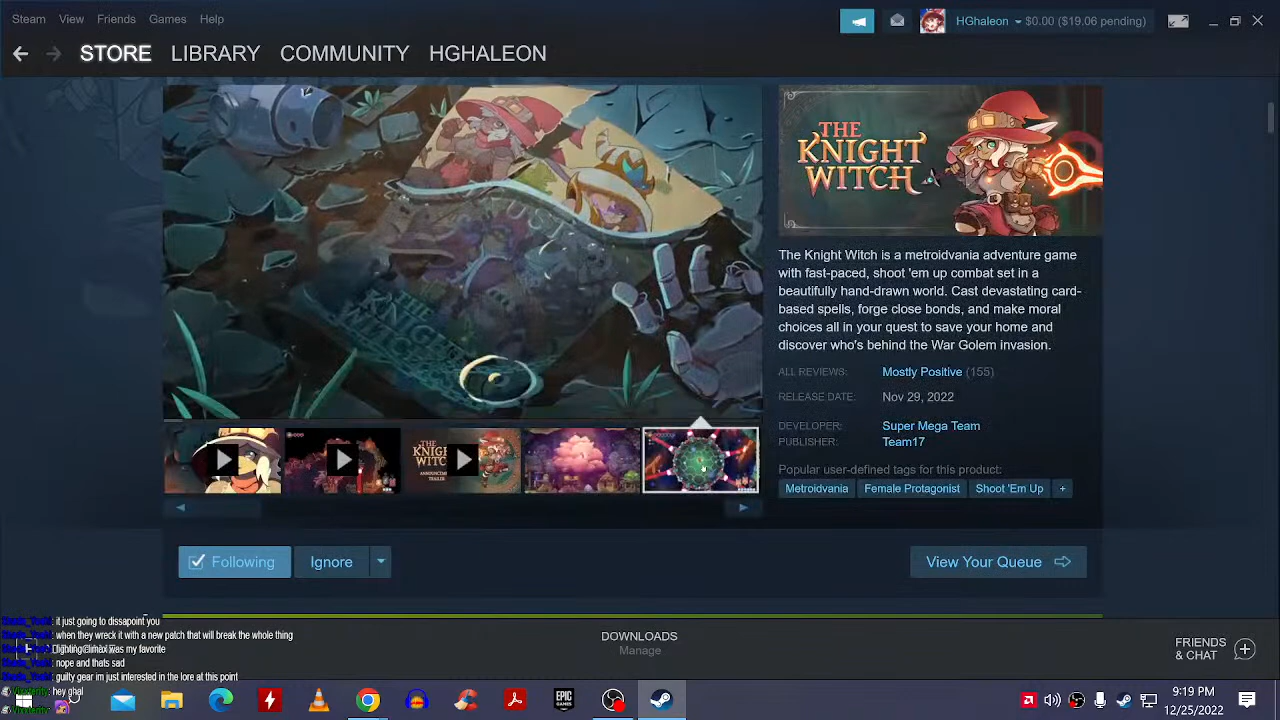 Steam View Friends Games Help
HGhaleon $0.00 ($19.06 pending)
STORE LIBRARY COMMUNITY HGHALEON
THE
KNIGHT
WITCH
The Knight Witch is a metroidvania adventure game
with fast-paced, shoot 'em up combat set in a
beautifully hand-drawn world. Cast devastating card-
based spells, forge close bonds, and make moral
choices all in your quest to save your home and
discover who's behind the War Golem invasion.
ALL REVIEWS: Mostly Positive (155)
RELEASE DATE: Nov 29, 2022
DEVELOPER: Super Mega Team
PUBLISHER: Team17
Popular user-defined tags for this product:
Metroidvania Female Protagonist Shoot 'Em Up +
Following Ignore View Your Queue
it just going to dissapoint you
when they wreck it with a new patch that will break the whole thing
was my favorite
nope and thats sad
guilty gear im just interested in the lore at this point
hey ghal
DOWNLOADS
Manage
FRIENDS
& CHAT
EPIC
GAMES
9:19 PM
12/25/2022